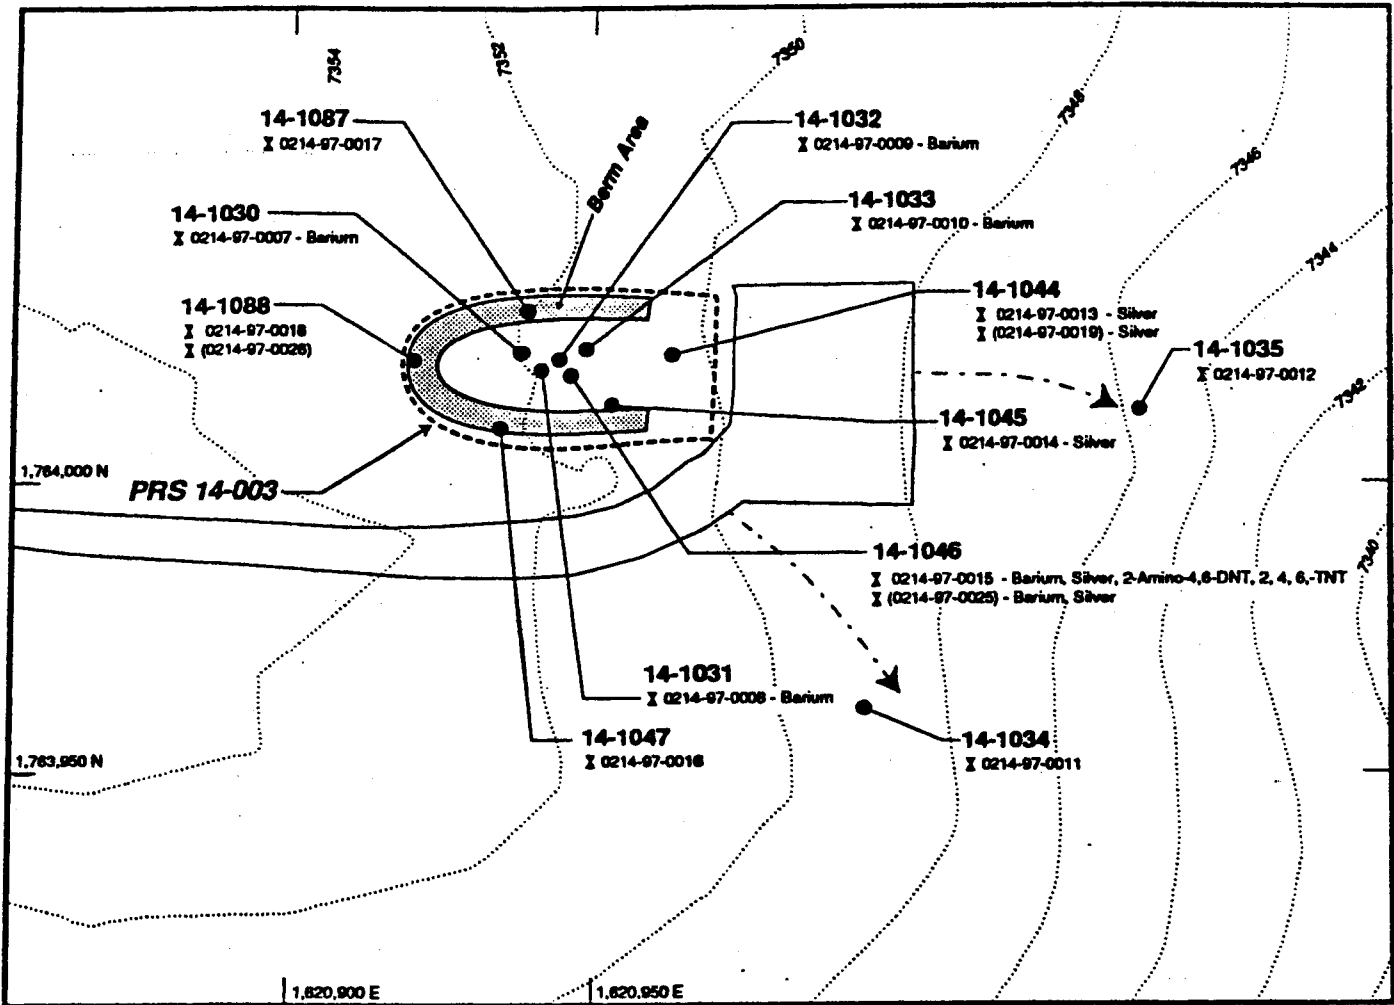 7354
7352
7350
7348
7346
7344
7342
7340
14-1087
0214-97-0017
Berm Area
14-1032
0214-97-0009 - Barium
14-1030
0214-97-0007 - Barium
14-1033
0214-97-0010 - Barium
14-1088
0214-97-0018
(0214-97-0026)
14-1044
0214-97-0013 - Silver
(0214-97-0019) - Silver
14-1035
0214-97-0012
14-1045
0214-97-0014 - Silver
1,764,000 N
PRS 14-003
14-1046
0214-97-0015 - Barium, Silver, 2-Amino-4,6-DNT, 2, 4, 6,-TNT
(0214-97-0025) - Barium, Silver
14-1031
0214-97-0008 - Barium
14-1047
0214-97-0016
14-1034
0214-97-0011
1,763,950 N
1,620,900 E
1,620,950 E